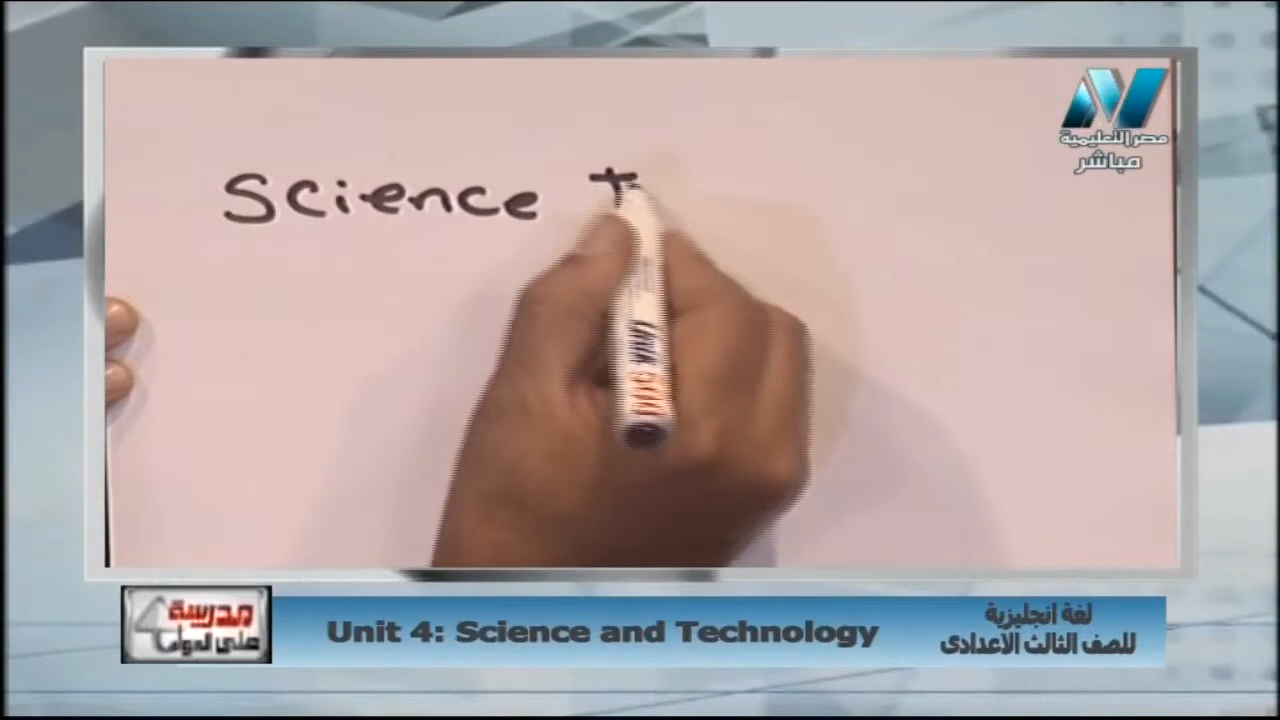 مصر التعليمية
مباشر
Science t
مدرسة
على الهواء
Unit 4: Science and Technology
لغة انجليزية
للصف الثالث الاعدادى